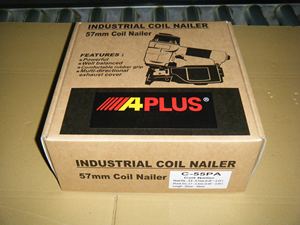 INDUSTRIAL COIL NAILER
57mm Coil Nailer
FEATURES :
•Powerful
•Well balanced
•Comfortable rubber grip
•Multi-directional
exhaust cover
APLUS®
INDUSTRIAL COIL NAILER
57mm Coil Nailer
C-55PA